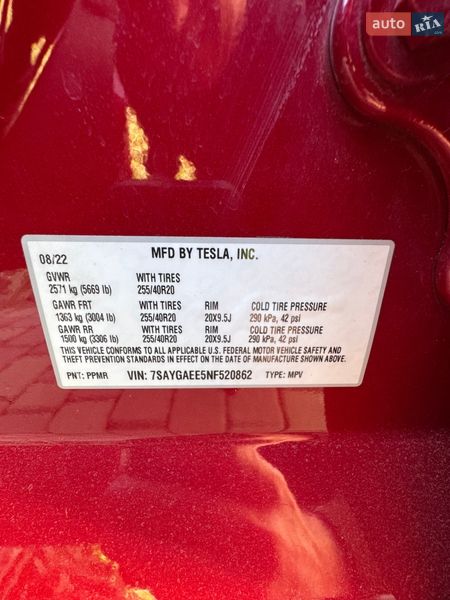 auto RIA
.com
08/22 MFD BY TESLA, INC.
GVWR WITH TIRES
2571 kg (5669 lb) 255/40R20
GAWR FRT WITH TIRES RIM COLD TIRE PRESSURE
1363 kg (3004 lb) 255/40R20 20X9.5J 290 kPa, 42 psi
GAWR RR WITH TIRES RIM COLD TIRE PRESSURE
1500 kg (3306 lb) 255/40R20 20X9.5J 290 kPa, 42 psi
THIS VEHICLE CONFORMS TO ALL APPLICABLE U.S. FEDERAL MOTOR VEHICLE SAFETY AND
THEFT PREVENTION STANDARDS IN EFFECT ON THE DATE OF MANUFACTURE SHOWN ABOVE.
PNT: PPMR VIN: 7SAYGAEE5NF520862 TYPE: MPV